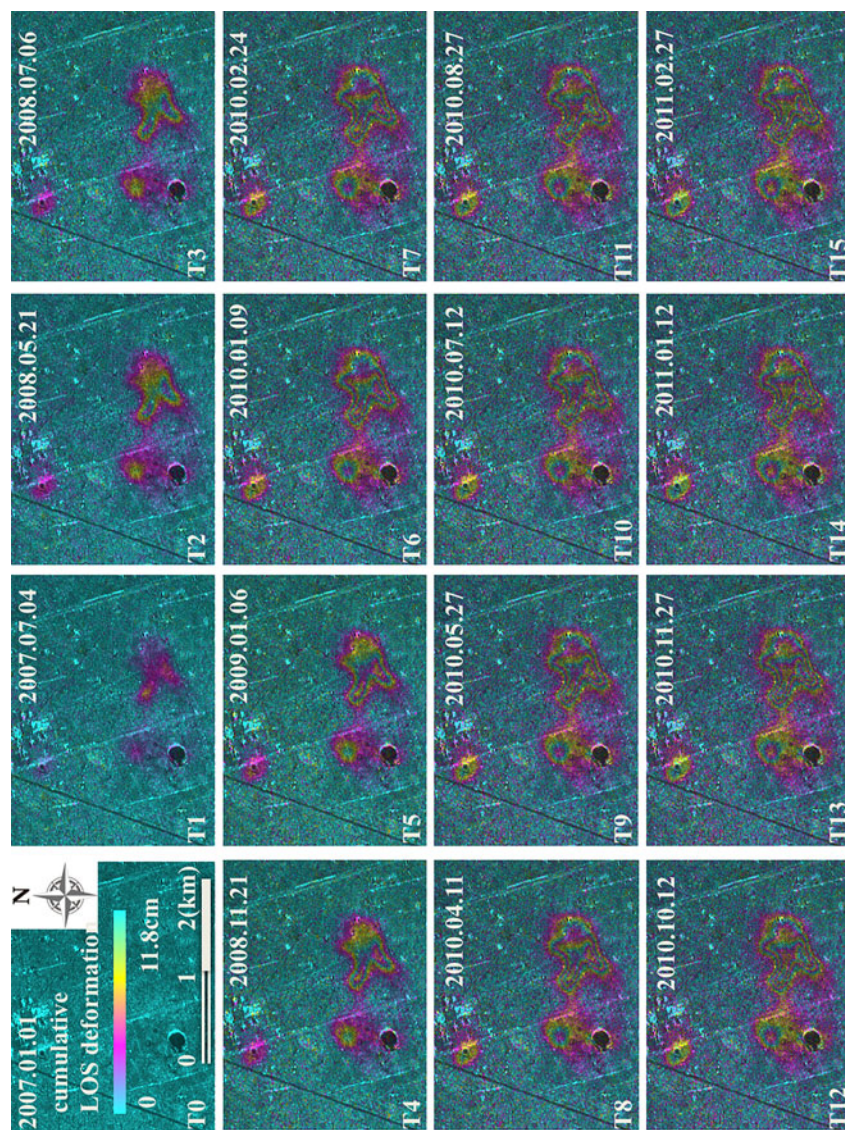 2007.01.01
N
cumulative
LOS deformation
0 11.8cm
0 1 2(km)
T0
2007.07.04
T1
2008.05.21
T2
2008.07.06
T3
2008.11.21
T4
2009.01.06
T5
2010.01.09
T6
2010.02.24
T7
2010.04.11
T8
2010.05.27
T9
2010.07.12
T10
2010.08.27
T11
2010.10.12
T12
2010.11.27
T13
2011.01.12
T14
2011.02.27
T15